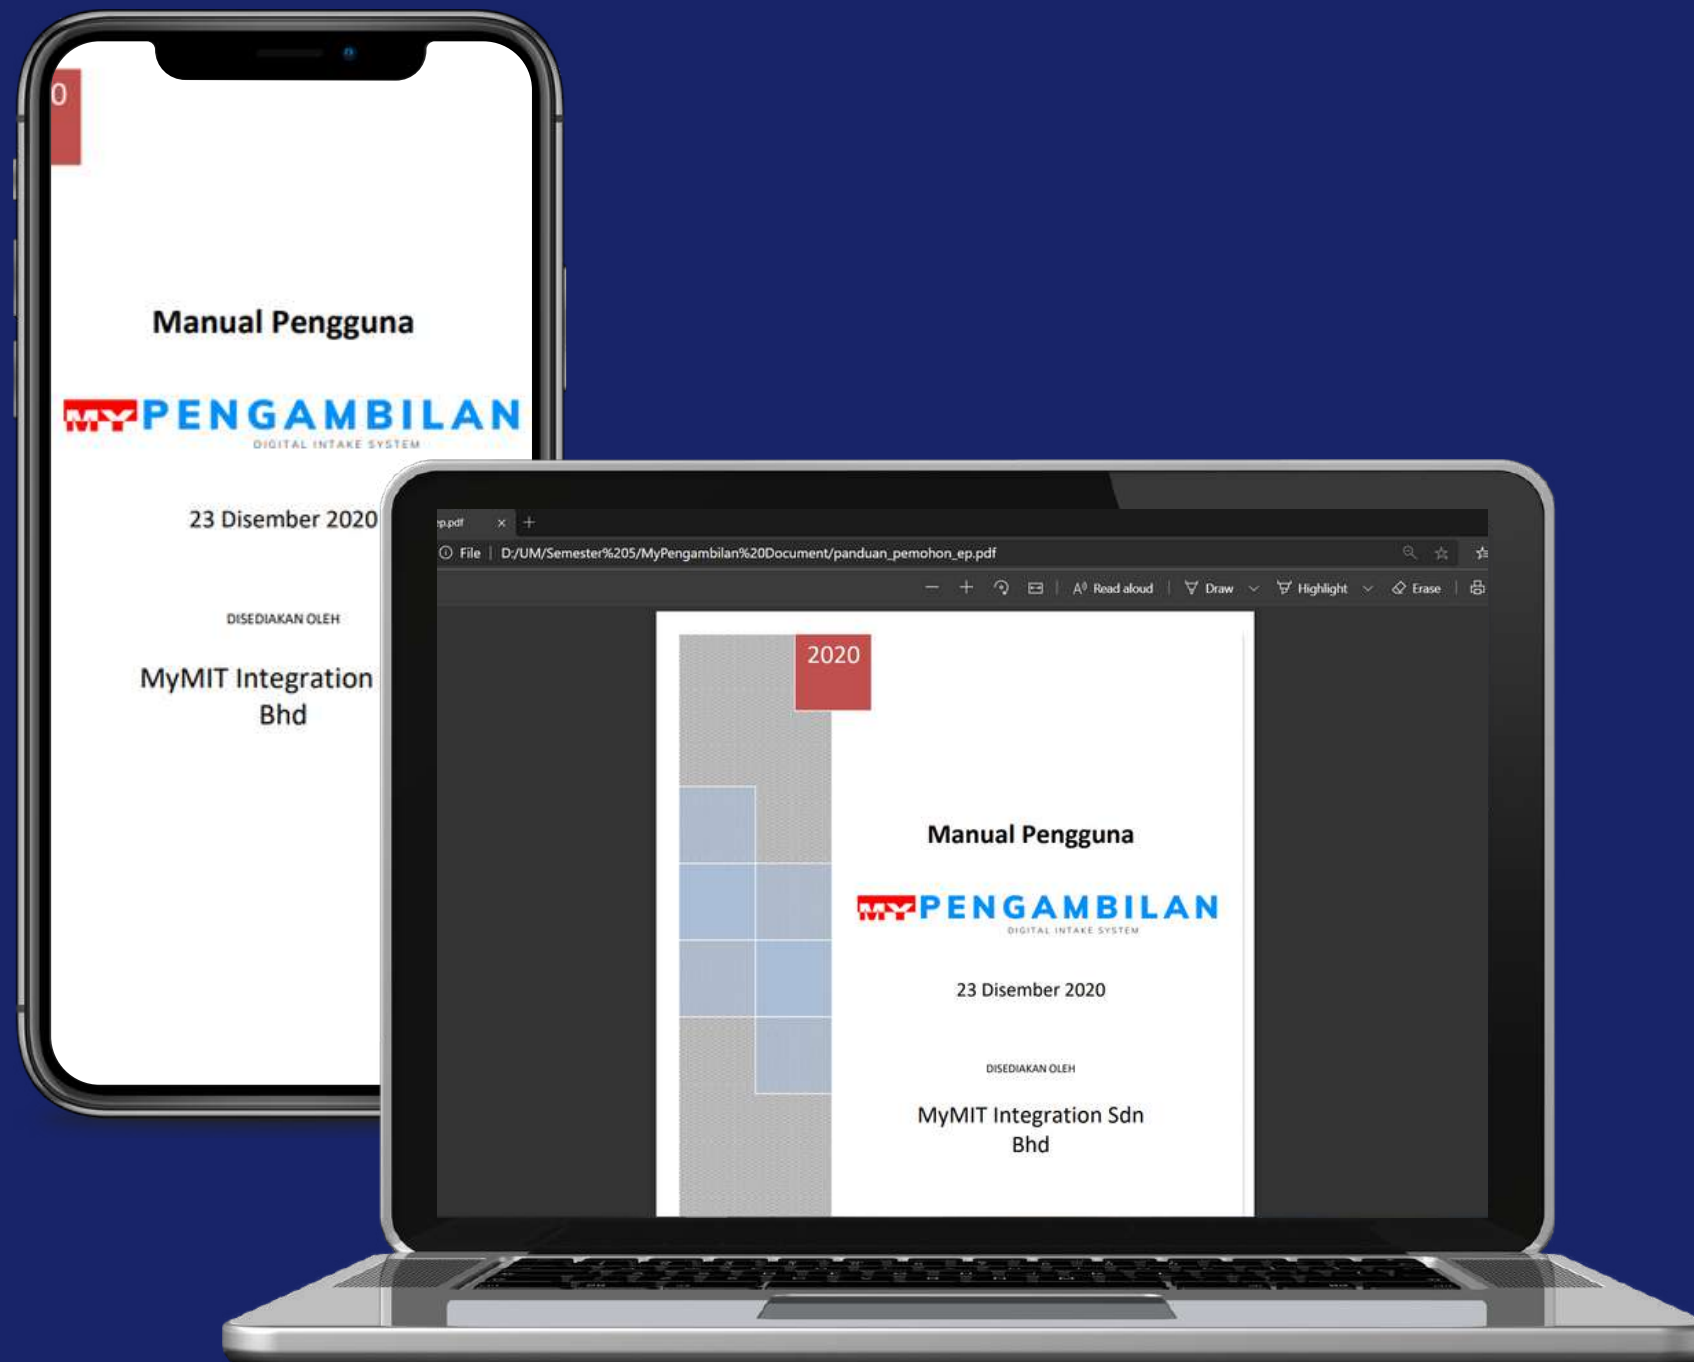 0
Manual Pengguna
MYPENGAMBILAN
DIGITAL INTAKE SYSTEM
23 Disember 2020
DISEDIAKAN OLEH
MyMIT Integration
Bhd
ep.pdf
File D:/UM/Semester%205/MyPengambilan%20Document/panduan_pemohon_ep.pdf
Read aloud Draw Highlight Erase
2020
Manual Pengguna
MYPENGAMBILAN
DIGITAL INTAKE SYSTEM
23 Disember 2020
DISEDIAKAN OLEH
MyMIT Integration Sdn
Bhd